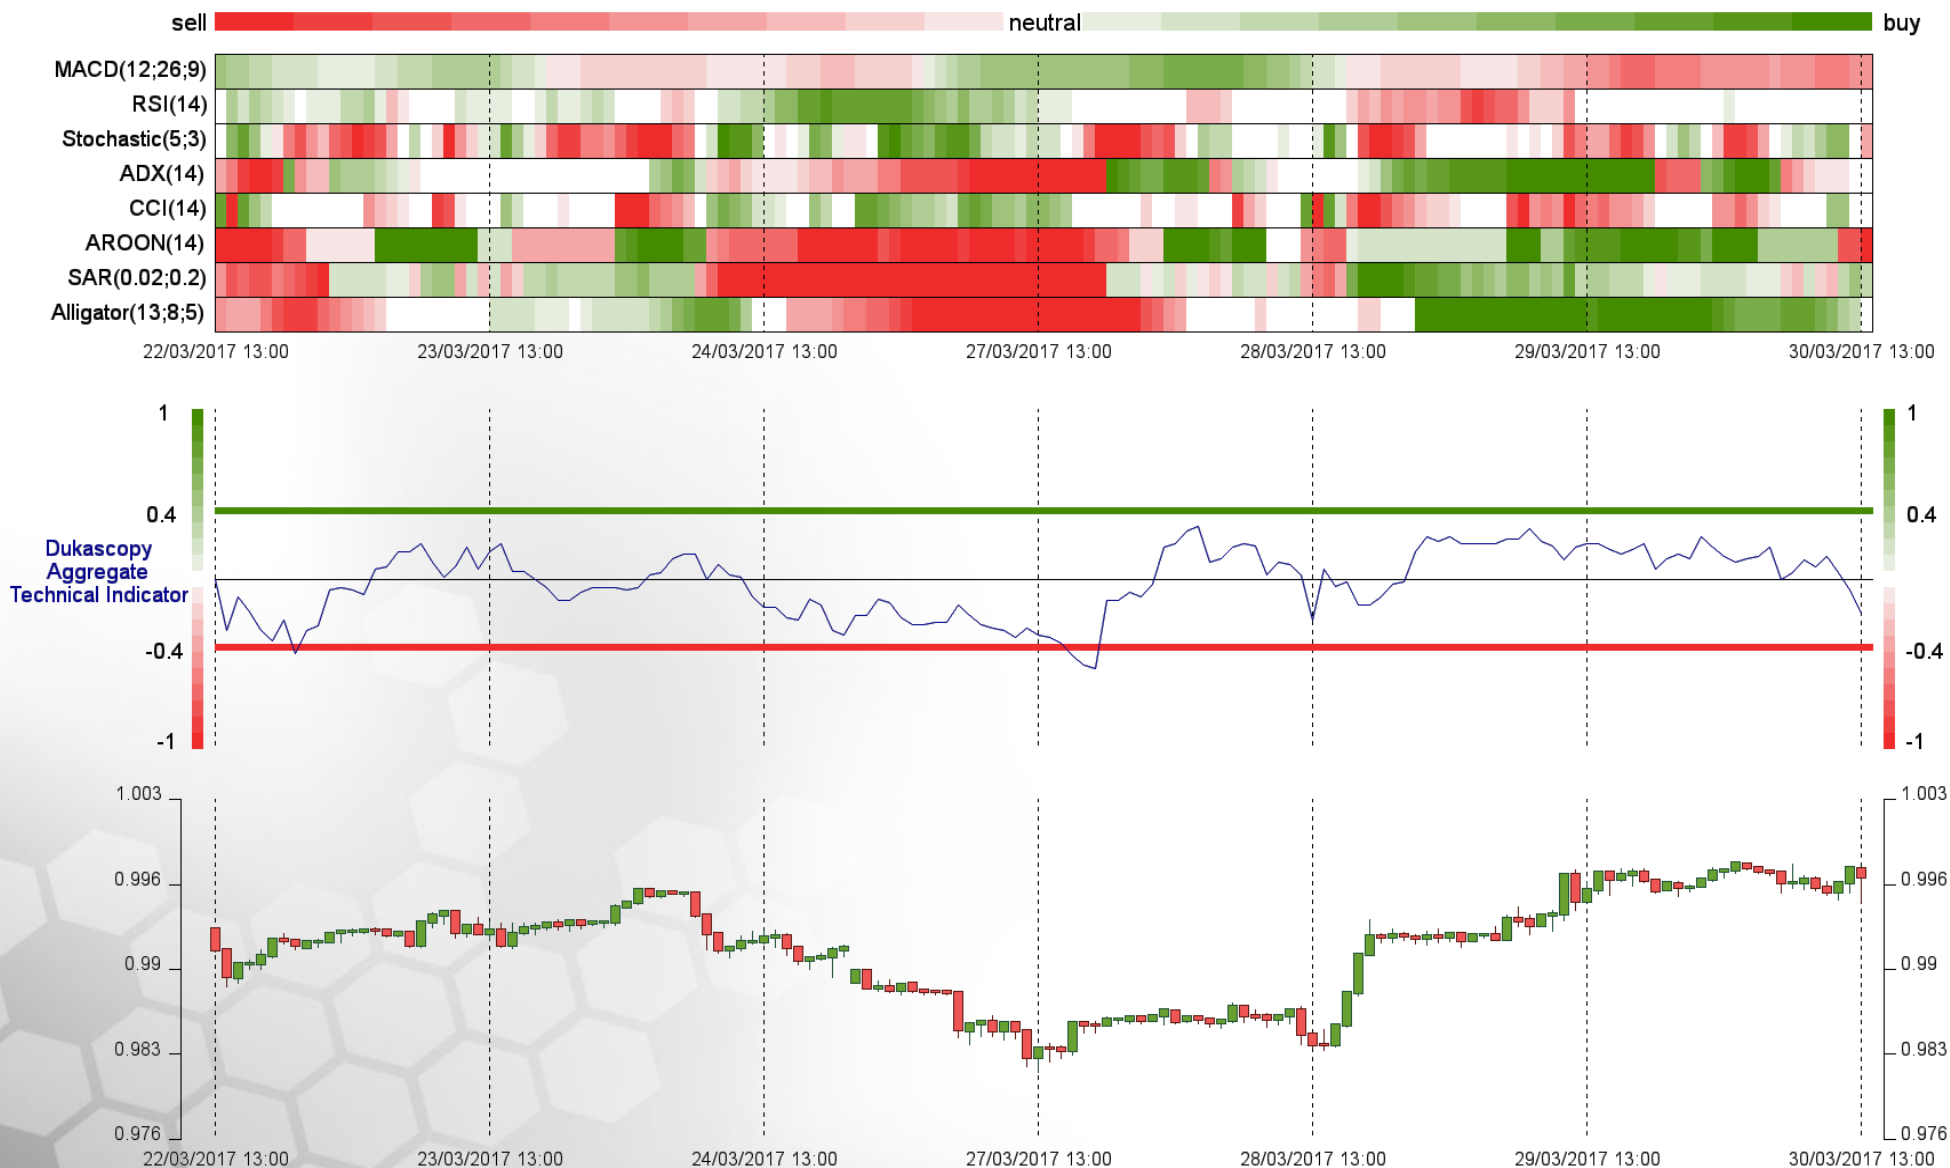 sell neutral buy
MACD(12;26;9)
RSI(14)
Stochastic(5;3)
ADX(14)
CCI(14)
AROON(14)
SAR(0.02;0.2)
Alligator(13;8;5)
22/03/2017 13:00 23/03/2017 13:00 24/03/2017 13:00 27/03/2017 13:00 28/03/2017 13:00 29/03/2017 13:00 30/03/2017 13:00
1 1
0.4 0.4
Dukascopy
Aggregate
Technical Indicator
-0.4 -0.4
-1 -1
1.003 1.003
0.996 0.996
0.99 0.99
0.983 0.983
0.976 0.976
22/03/2017 13:00 23/03/2017 13:00 24/03/2017 13:00 27/03/2017 13:00 28/03/2017 13:00 29/03/2017 13:00 30/03/2017 13:00